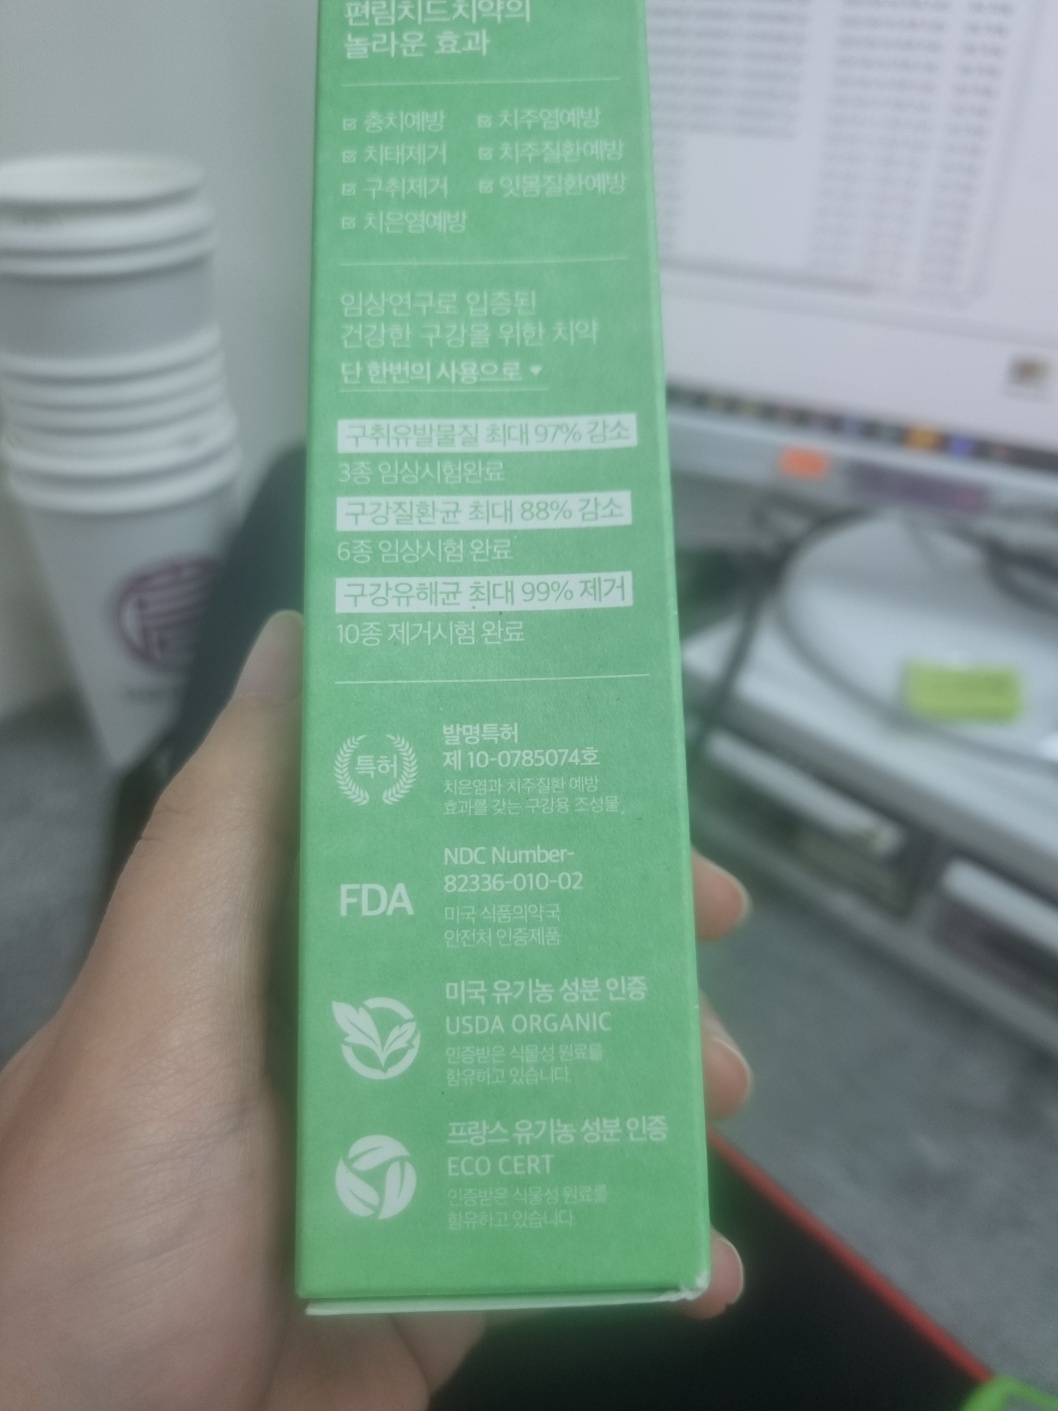 편림치드치약의
놀라운 효과
충치예방
치주염예방
치태제거
치주질환예방
구취제거
잇몸질환예방
치은염예방
임상연구로 입증된
건강한 구강을 위한 치약
단 한번의 사용으로
구취유발물질 최대 97% 감소
3종 임상시험완료
구강질환균 최대 88% 감소
6종 임상시험 완료
구강유해균 최대 99% 제거
10종 제거시험 완료
특허
발명특허
제 10-0785074호
치은염과 치주질환 예방
효과를 갖는 구강용 조성물.
FDA
NDC Number-
82336-010-02
미국 식품의약국
안전처 인증제품
미국 유기농 성분 인증
USDA ORGANIC
인증받은 식물성 원료를
함유하고 있습니다.
프랑스 유기농 성분 인증
ECO CERT
인증받은 식물성 원료를
함유하고 있습니다.